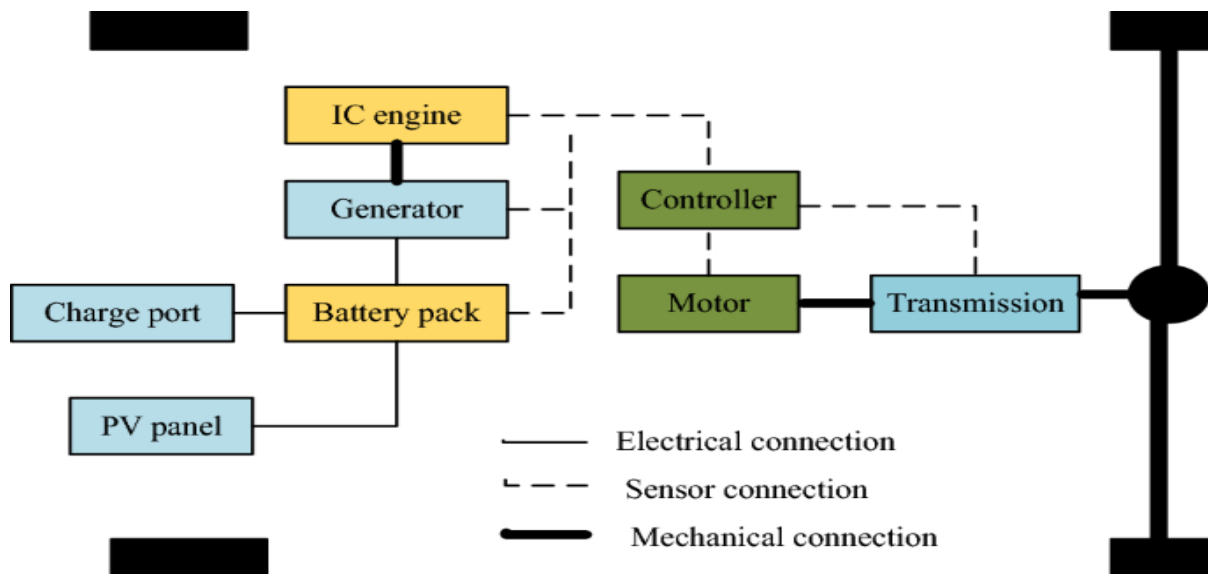 IC engine
Generator
Controller
Charge port
Battery pack
Motor
Transmission
PV panel
Electrical connection
Sensor connection
Mechanical connection